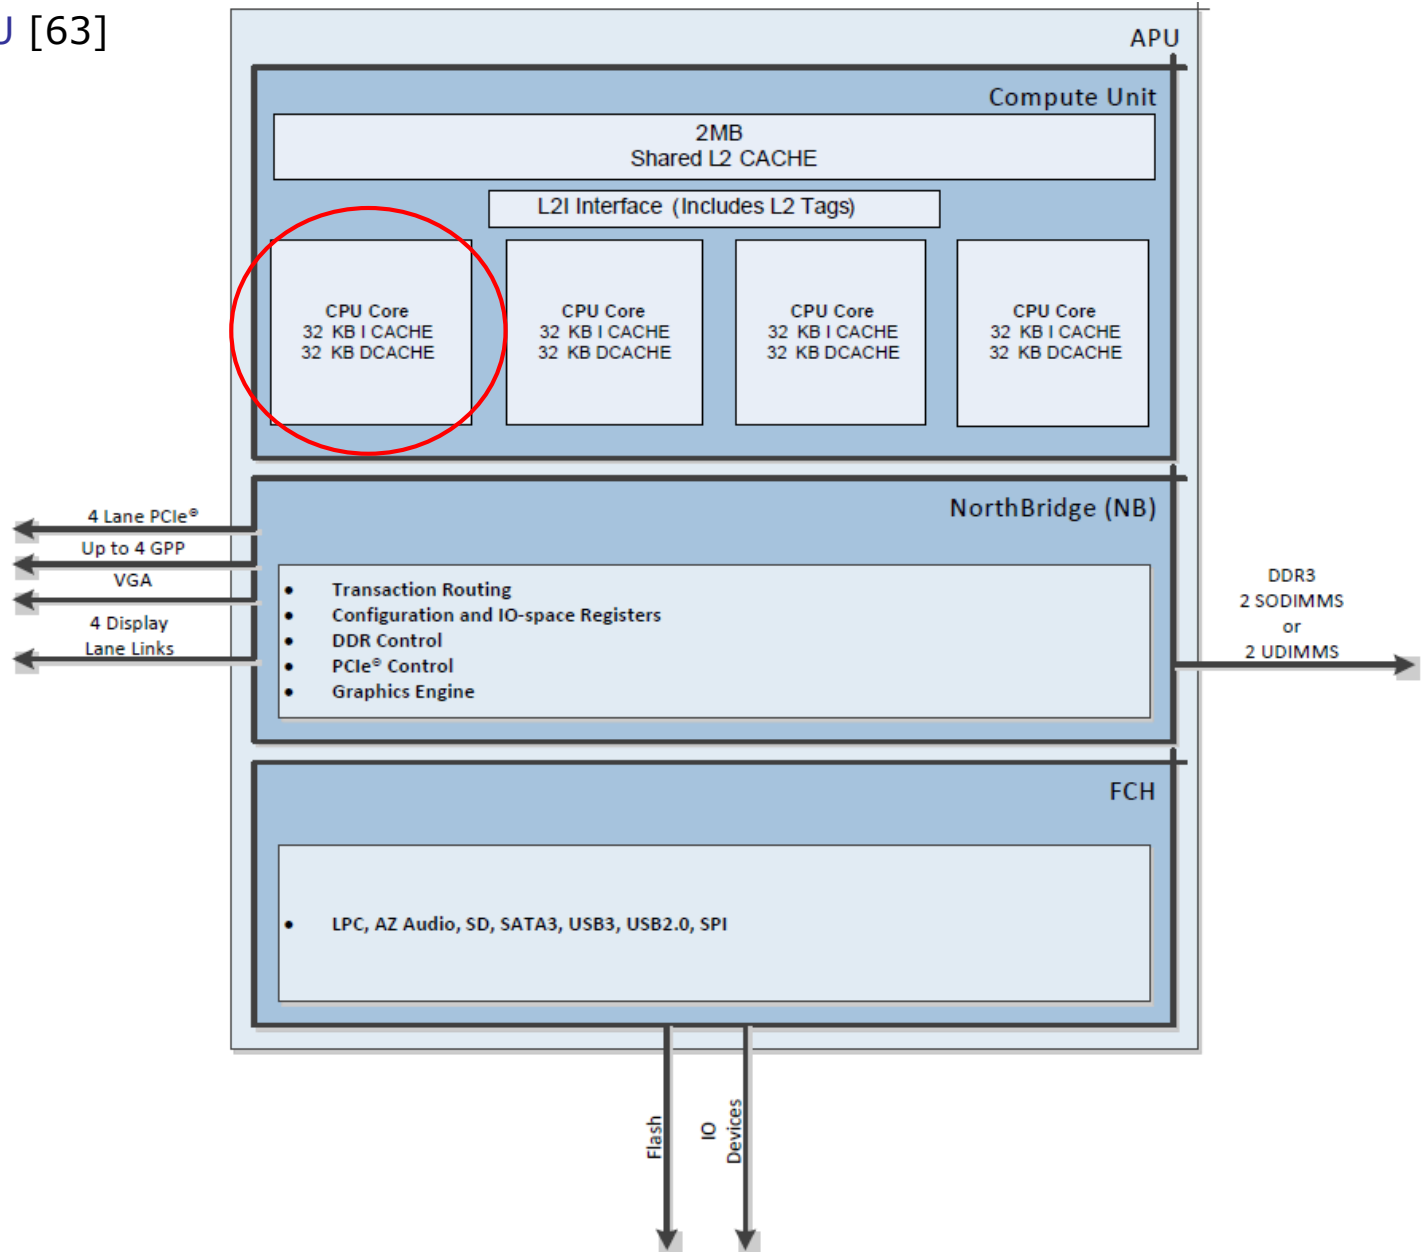 U [63]
APU
Compute Unit
2MB
Shared L2 CACHE
L2I Interface (Includes L2 Tags)
CPU Core
32 KB I CACHE
32 KB DCACHE
CPU Core
32 KB I CACHE
32 KB DCACHE
CPU Core
32 KB I CACHE
32 KB DCACHE
CPU Core
32 KB I CACHE
32 KB DCACHE
NorthBridge (NB)
4 Lane PCIe®
Up to 4 GPP
VGA
4 Display
Lane Links
• Transaction Routing
• Configuration and IO-space Registers
• DDR Control
• PCIe® Control
• Graphics Engine
DDR3
2 SODIMMS
or
2 UDIMMS
FCH
• LPC, AZ Audio, SD, SATA3, USB3, USB2.0, SPI
Flash
IO
Devices